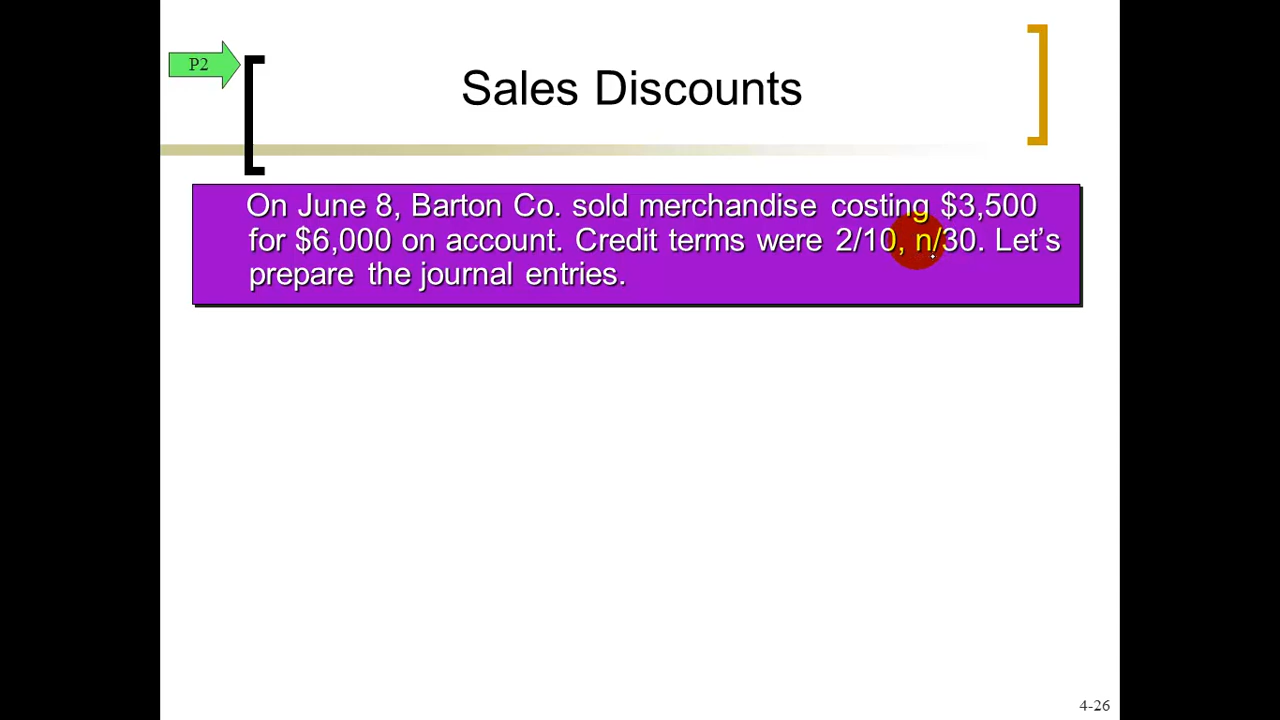 P2
Sales Discounts
On June 8, Barton Co. sold merchandise costing $3,500
for $6,000 on account. Credit terms were 2/10, n/30. Let’s
prepare the journal entries.
4-26